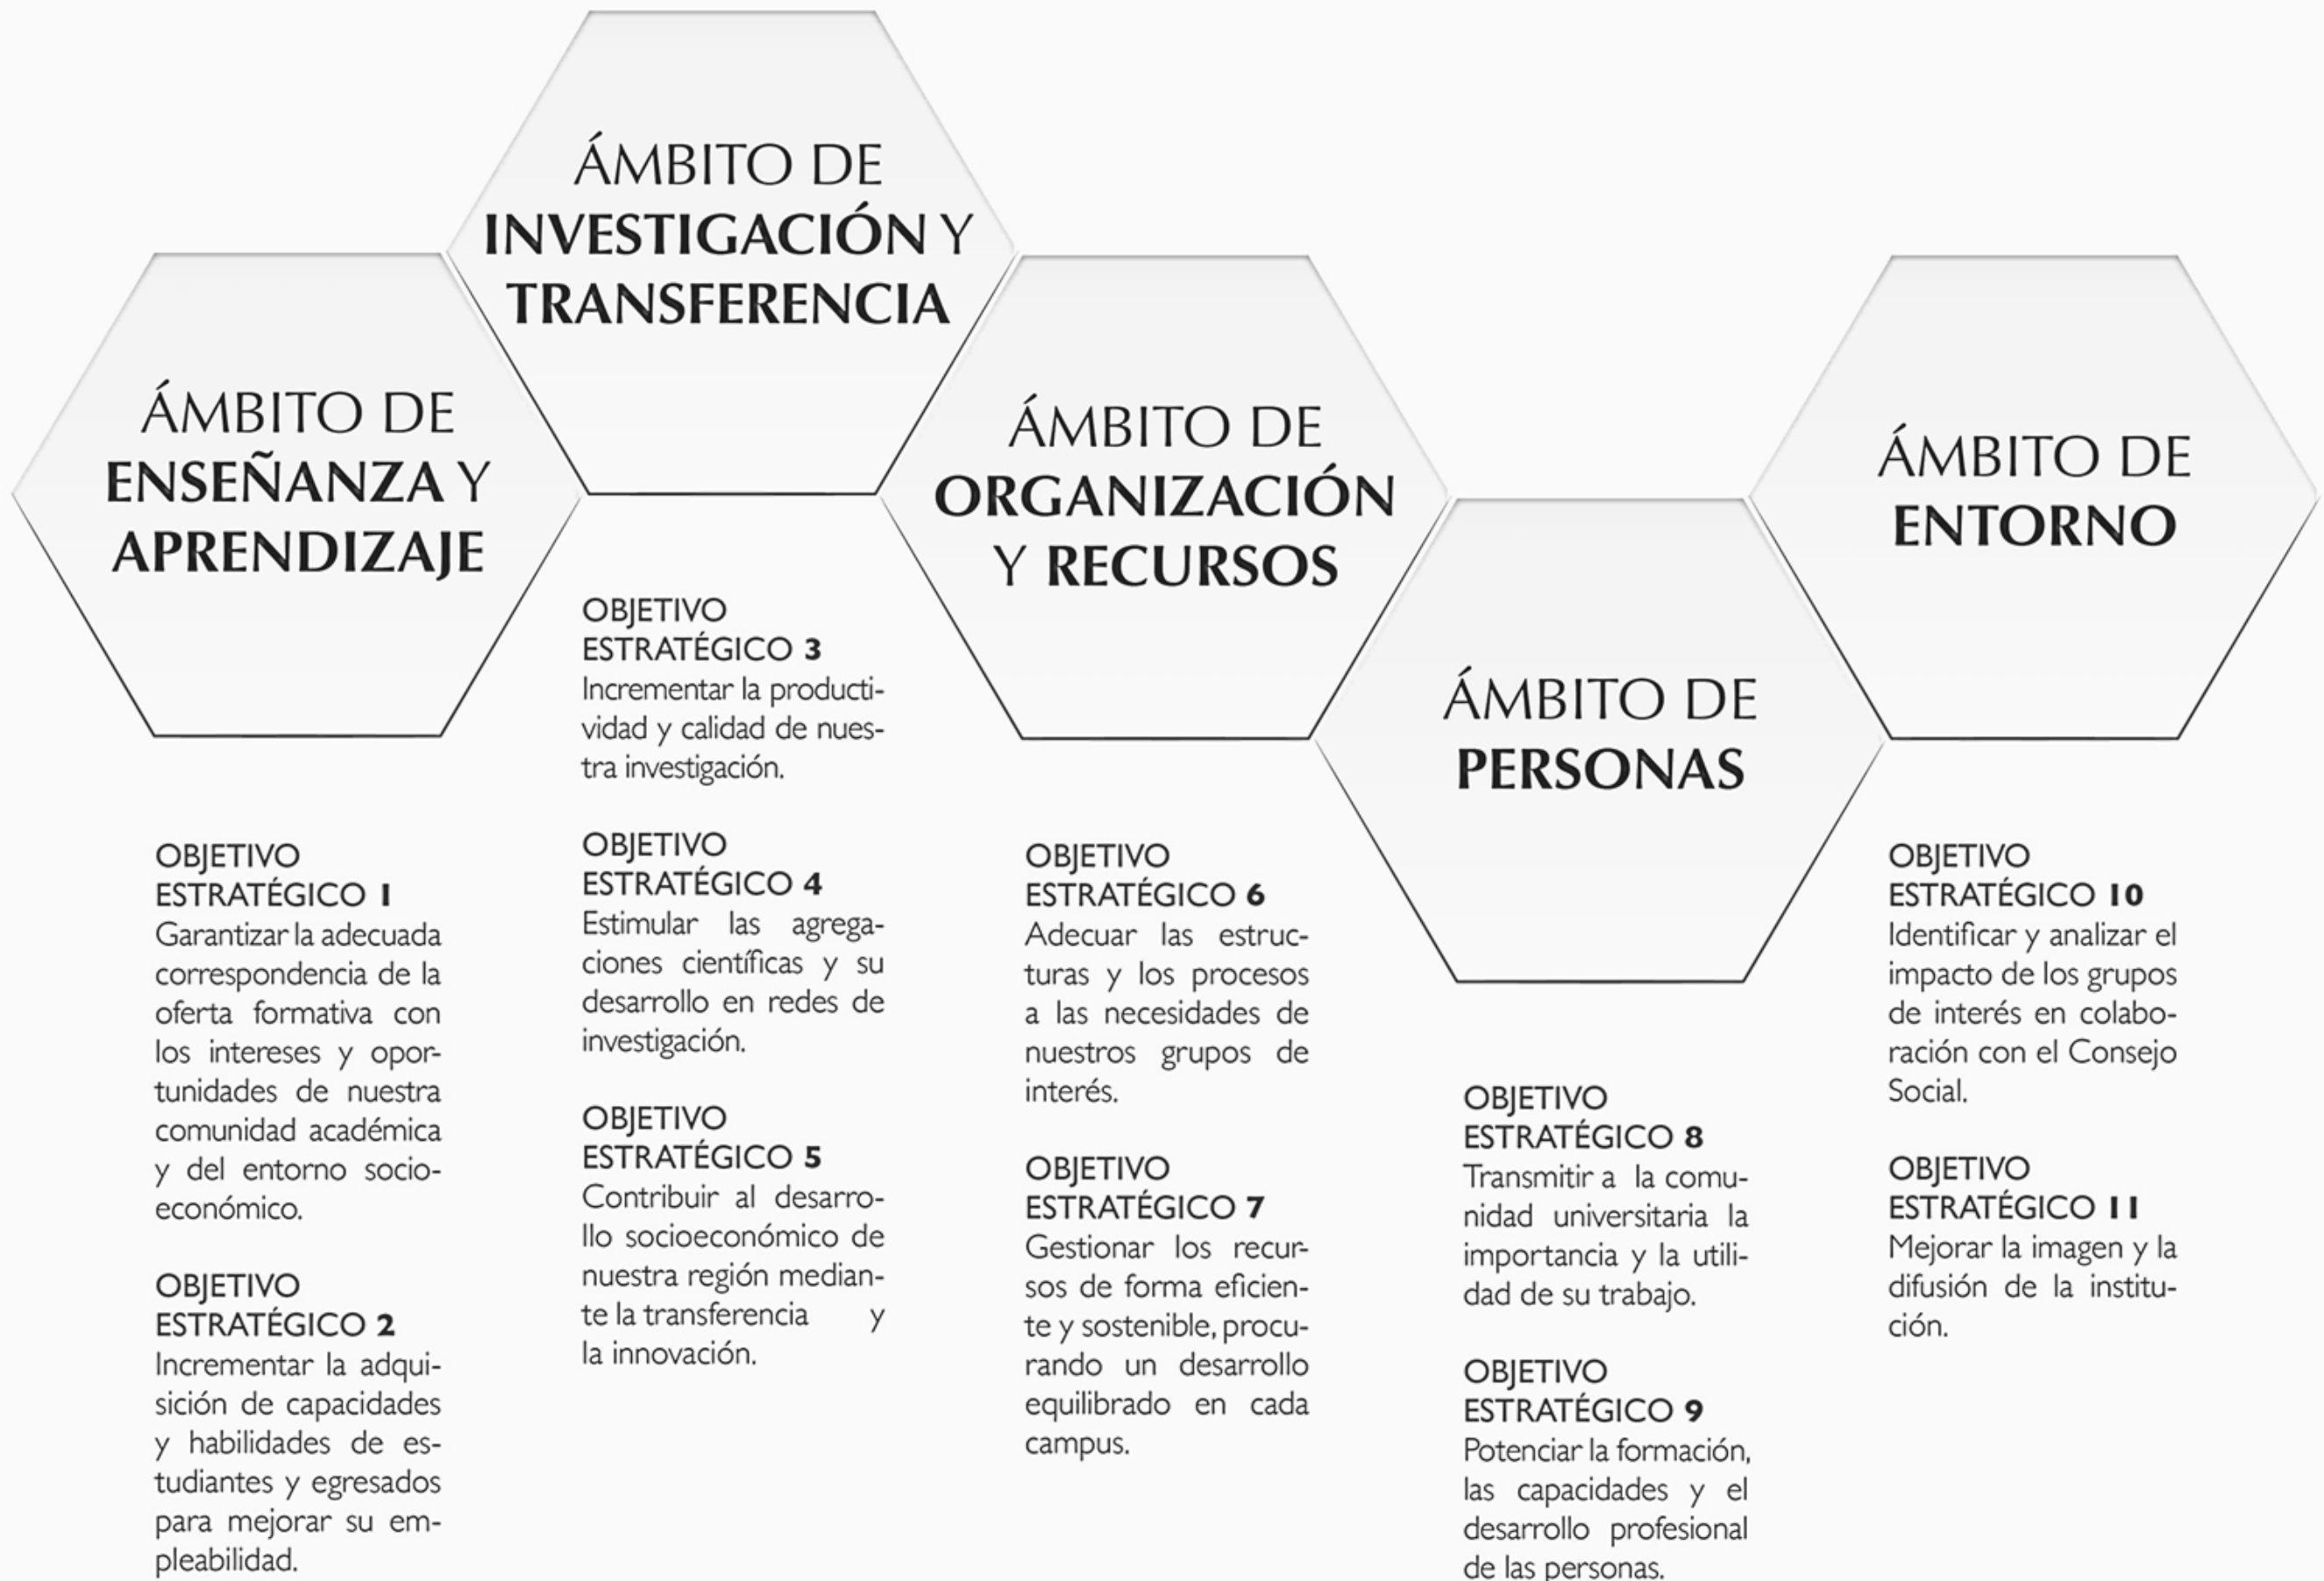 ÁMBITO DE
ENSEÑANZA Y
APRENDIZAJE
OBJETIVO
ESTRATÉGICO 1
Garantizar la adecuada
correspondencia de la
oferta formativa con
los intereses y opor-
tunidades de nuestra
comunidad académica
y del entorno socio-
económico.
OBJETIVO
ESTRATÉGICO 2
Incrementar la adqui-
sición de capacidades
y habilidades de es-
tudiantes y egresados
para mejorar su em-
pleabilidad.
ÁMBITO DE
INVESTIGACIÓN Y
TRANSFERENCIA
OBJETIVO
ESTRATÉGICO 3
Incrementar la producti-
vidad y calidad de nues-
tra investigación.
OBJETIVO
ESTRATÉGICO 4
Estimular las agrega-
ciones científicas y su
desarrollo en redes de
investigación.
OBJETIVO
ESTRATÉGICO 5
Contribuir al desarro-
llo socioeconómico de
nuestra región median-
te la transferencia y
la innovación.
ÁMBITO DE
ORGANIZACIÓN
Y RECURSOS
OBJETIVO
ESTRATÉGICO 6
Adecuar las estruc-
turas y los procesos
a las necesidades de
nuestros grupos de
interés.
OBJETIVO
ESTRATÉGICO 7
Gestionar los recur-
sos de forma eficien-
te y sostenible, procu-
rando un desarrollo
equilibrado en cada
campus.
ÁMBITO DE
PERSONAS
OBJETIVO
ESTRATÉGICO 8
Transmitir a la comu-
nidad universitaria la
importancia y la utili-
dad de su trabajo.
OBJETIVO
ESTRATÉGICO 9
Potenciar la formación,
las capacidades y el
desarrollo profesional
de las personas.
ÁMBITO DE
ENTORNO
OBJETIVO
ESTRATÉGICO 10
Identificar y analizar el
impacto de los grupos
de interés en colabo-
ración con el Consejo
Social.
OBJETIVO
ESTRATÉGICO 11
Mejorar la imagen y la
difusión de la institu-
ción.